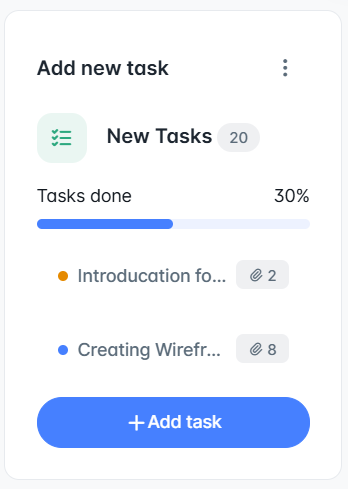 Add new task
New Tasks 20
Tasks done 30%
Introducation fo... 2
Creating Wirefr... 8
+Add task